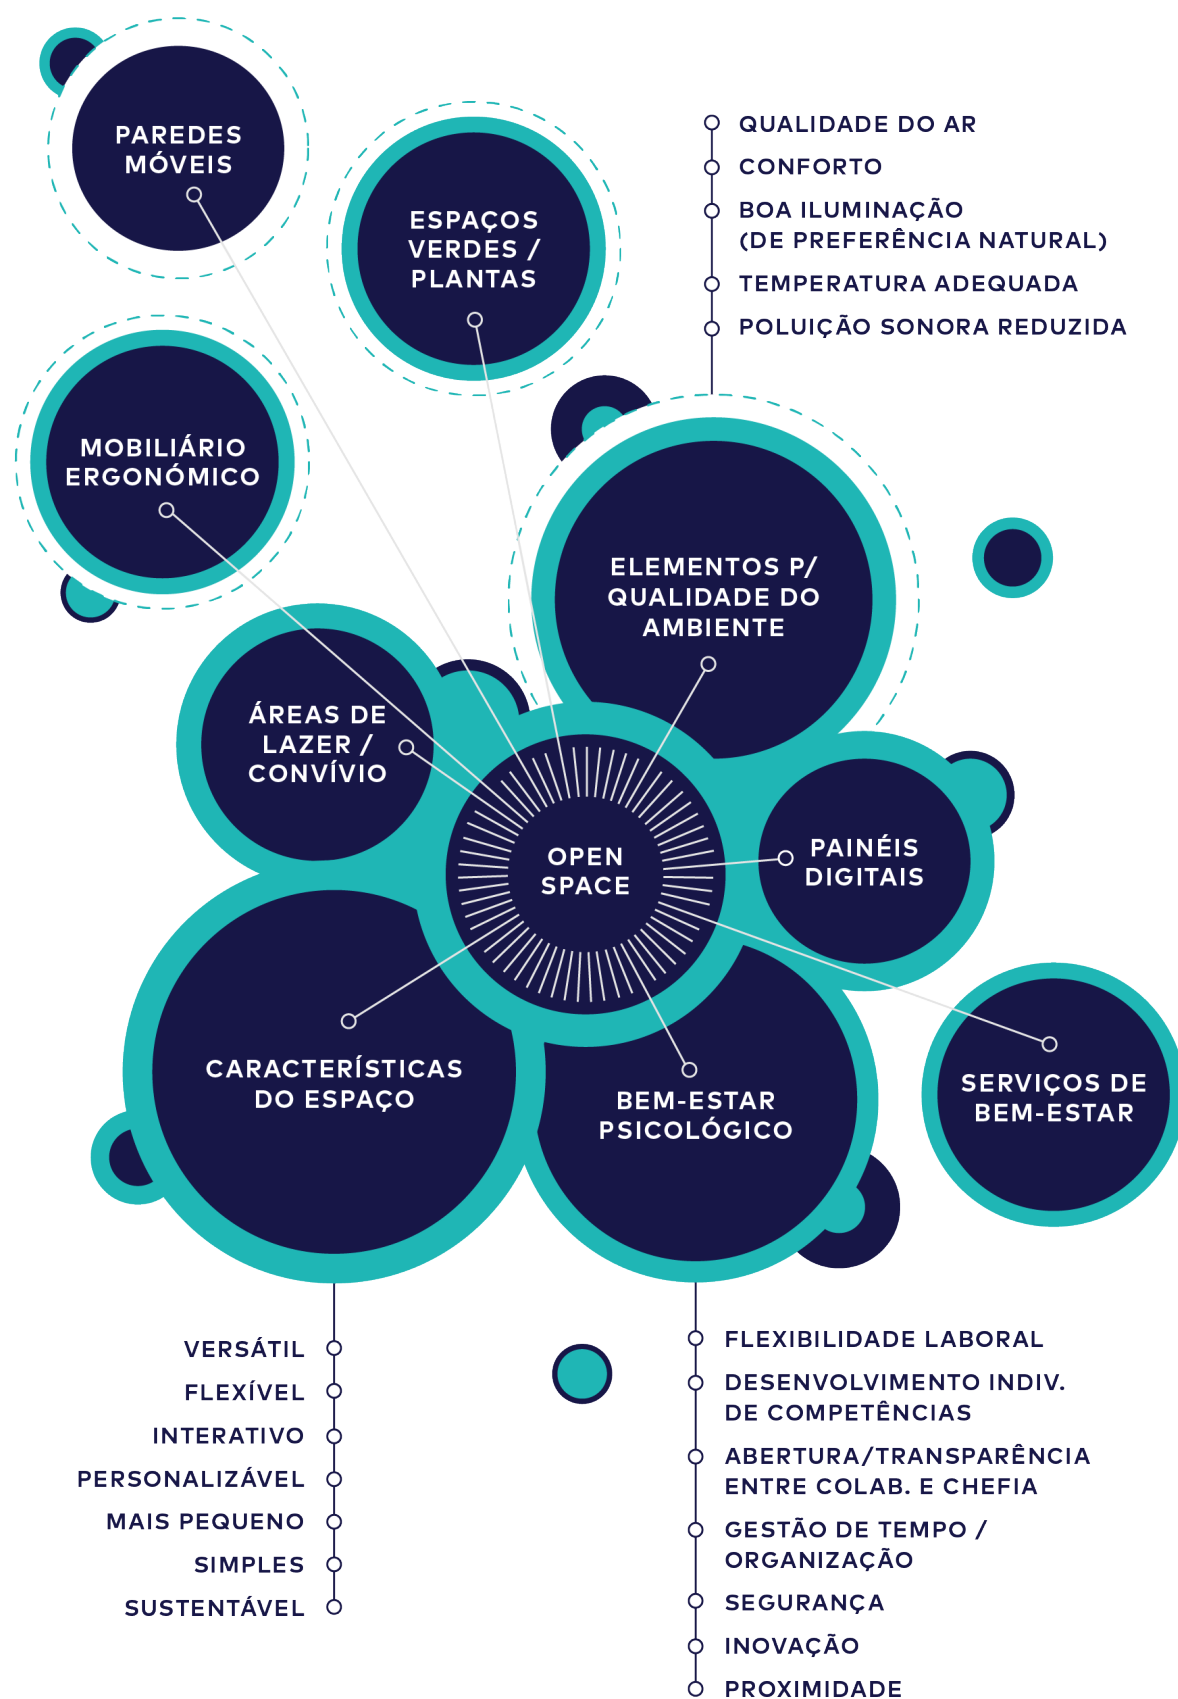 PAREDES
MÓVEIS
ESPAÇOS
VERDES /
PLANTAS
QUALIDADE DO AR
CONFORTO
BOA ILUMINAÇÃO
(DE PREFERÊNCIA NATURAL)
TEMPERATURA ADEQUADA
POLUIÇÃO SONORA REDUZIDA
MOBILIÁRIO
ERGONÓMICO
ELEMENTOS P/
QUALIDADE DO
AMBIENTE
ÁREAS DE
LAZER /
CONVÍVIO
OPEN
SPACE
PAINÉIS
DIGITAIS
CARACTERÍSTICAS
DO ESPAÇO
BEM-ESTAR
PSICOLÓGICO
SERVIÇOS DE
BEM-ESTAR
VERSÁTIL
FLEXÍVEL
INTERATIVO
PERSONALIZÁVEL
MAIS PEQUENO
SIMPLES
SUSTENTÁVEL
FLEXIBILIDADE LABORAL
DESENVOLVIMENTO INDIV.
DE COMPETÊNCIAS
ABERTURA/TRANSPARÊNCIA
ENTRE COLAB. E CHEFIA
GESTÃO DE TEMPO /
ORGANIZAÇÃO
SEGURANÇA
INOVAÇÃO
PROXIMIDADE